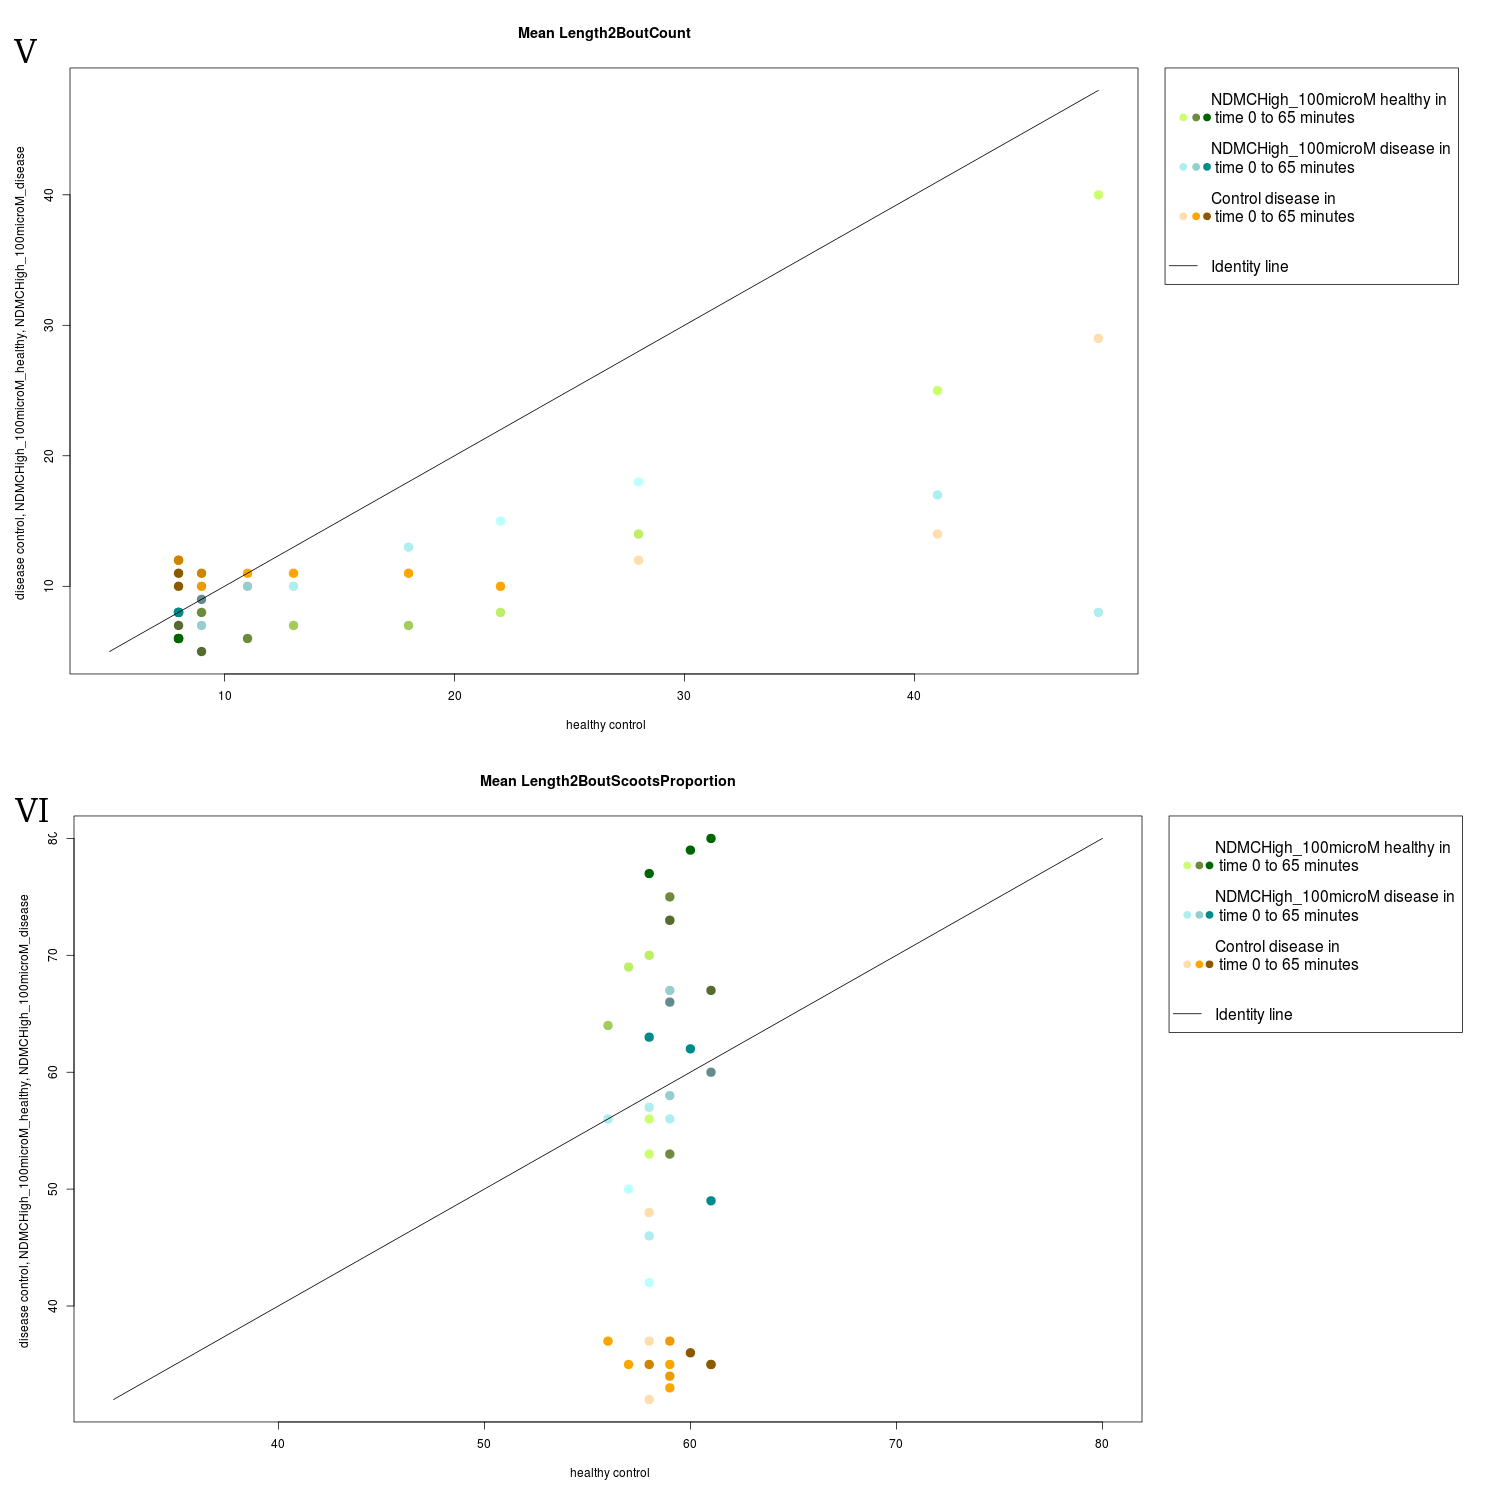 V
Mean Length2BoutCount
disease control, NDMCHigh_100microM_healthy, NDMCHigh_100microM_disease
40
30
20
10
10 20 30 40
healthy control
NDMCHigh_100microM healthy in
time 0 to 65 minutes
NDMCHigh_100microM disease in
time 0 to 65 minutes
Control disease in
time 0 to 65 minutes
Identity line
VI
Mean Length2BoutScootsProportion
disease control, NDMCHigh_100microM_healthy, NDMCHigh_100microM_disease
80
70
60
50
40
40 50 60 70 80
healthy control
NDMCHigh_100microM healthy in
time 0 to 65 minutes
NDMCHigh_100microM disease in
time 0 to 65 minutes
Control disease in
time 0 to 65 minutes
Identity line